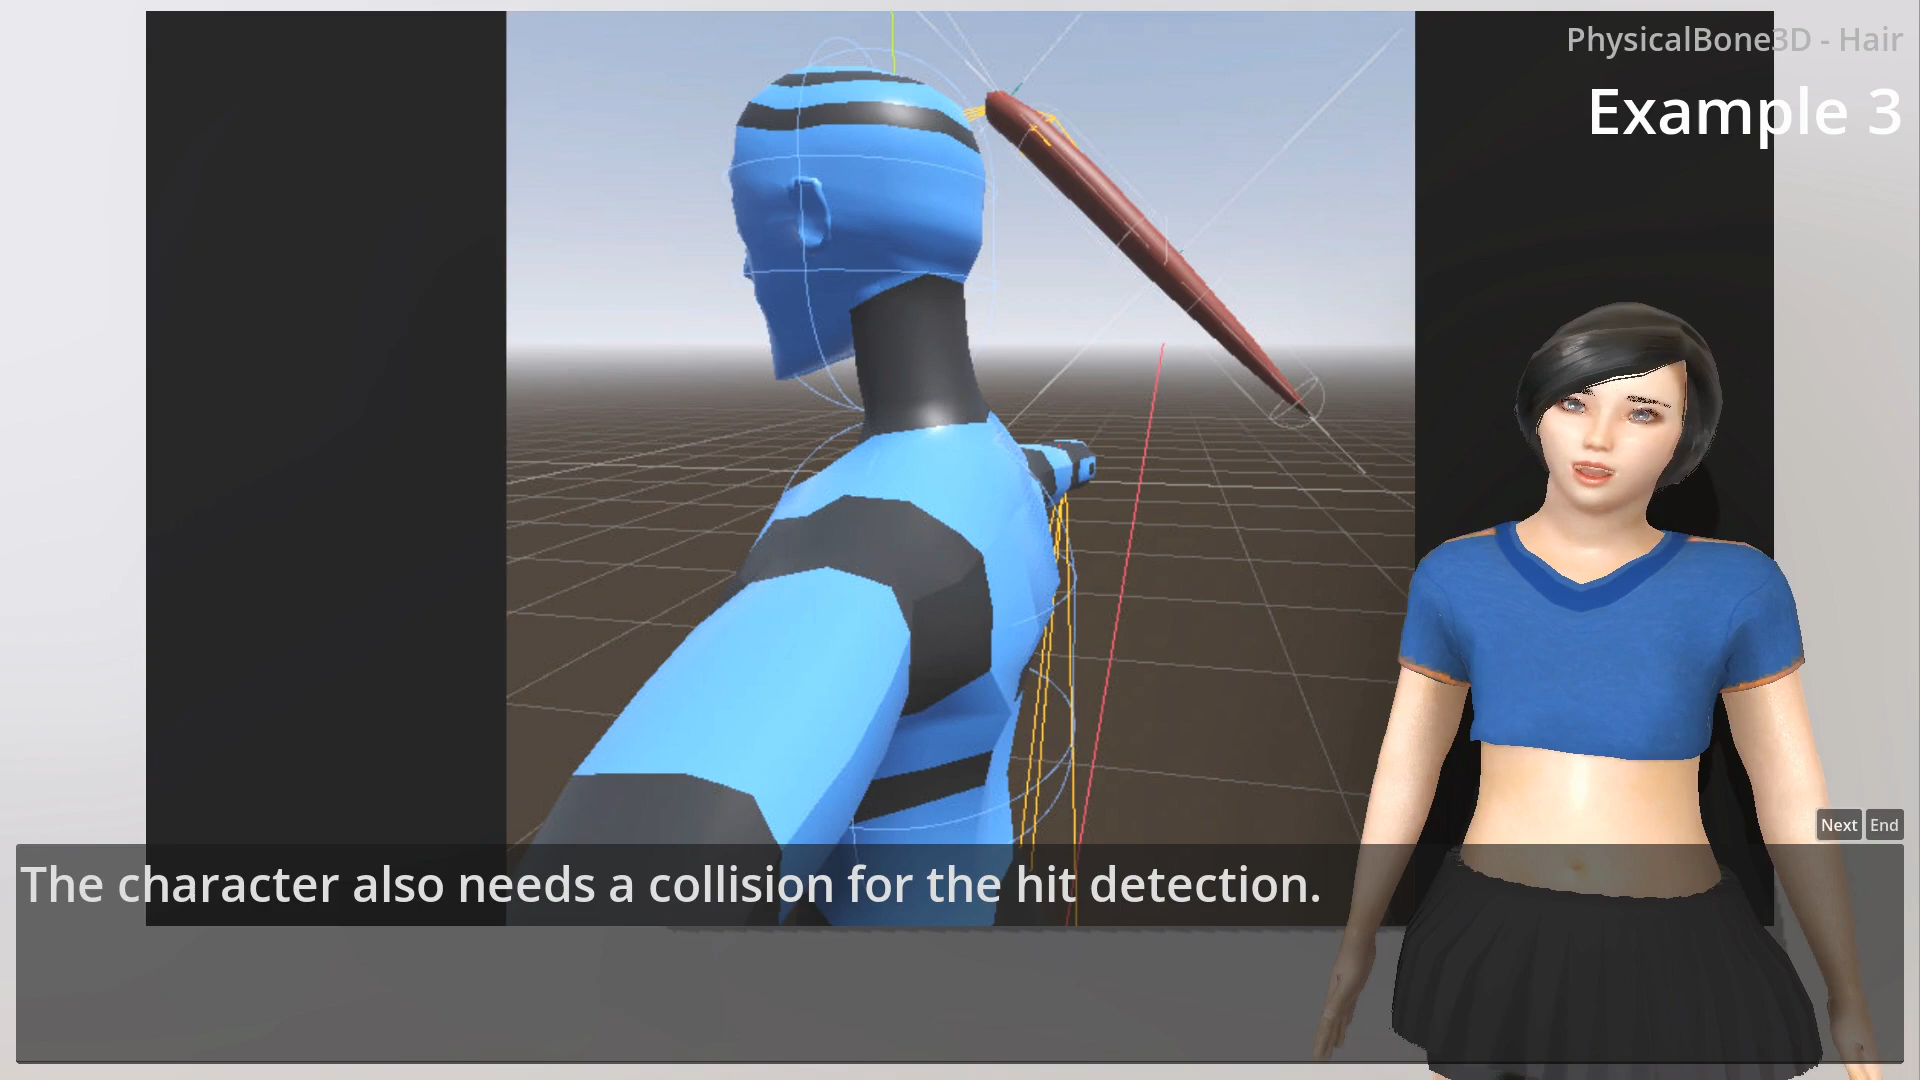 PhysicalBone3D - Hair
Example 3
Next End
The character also needs a collision for the hit detection.